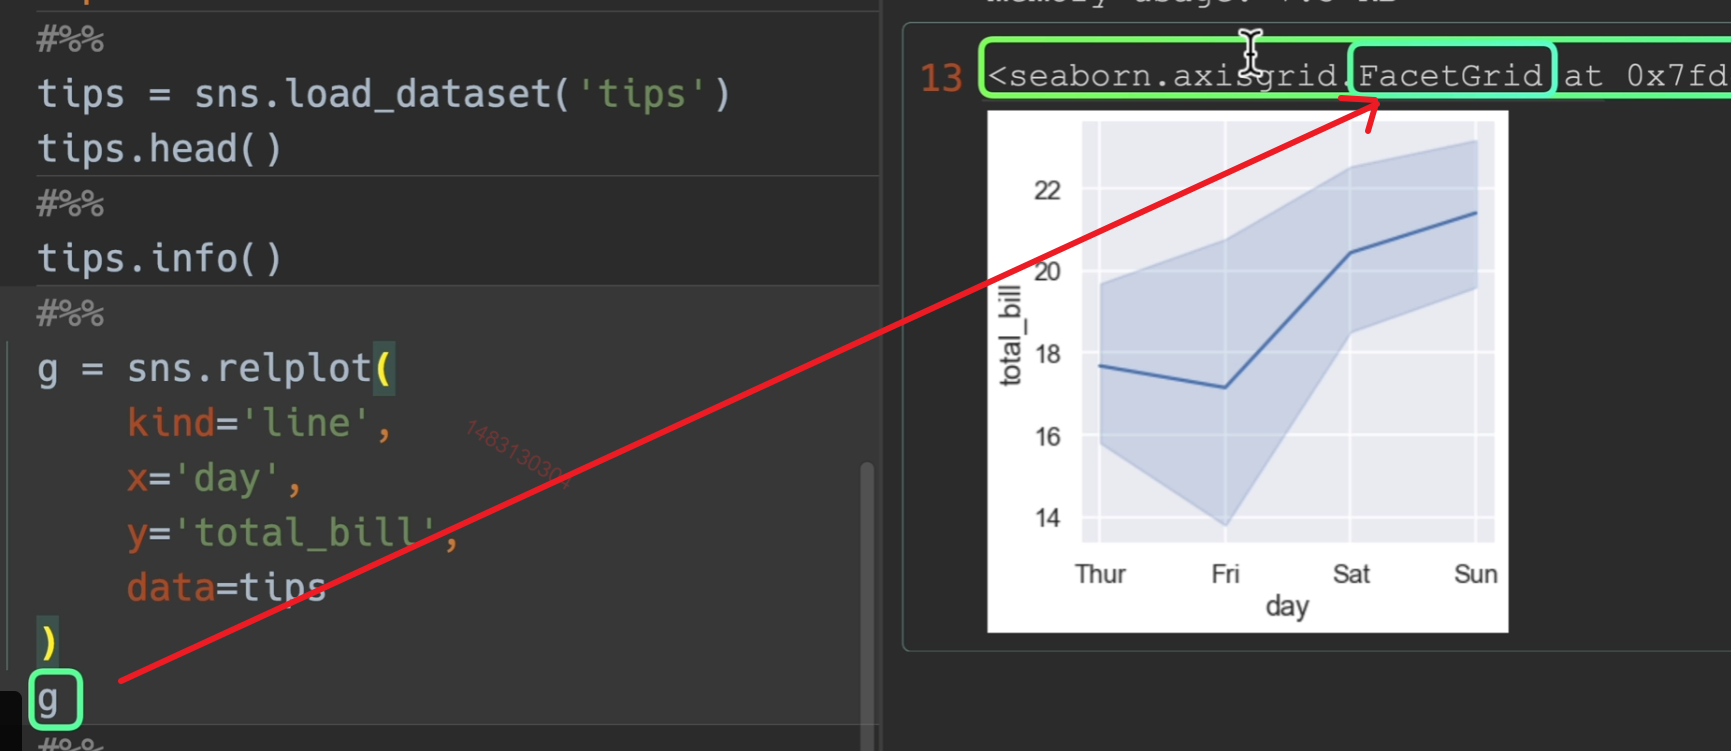 #%%
tips = sns.load_dataset('tips')
tips.head()
#%%
tips.info()
#%%
g = sns.relplot(
kind='line',
x='day',
y='total_bill',
data=tips
)
g
#%%
13
<seaborn.axisgrid.FacetGrid at 0x7fd
22
20
18
16
14
total_bill
Thur Fri Sat Sun
day